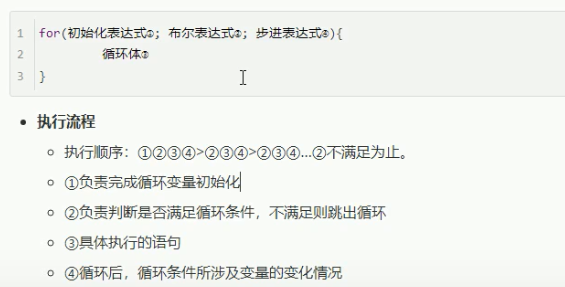 1 for(初始化表达式①; 布尔表达式②; 步进表达式④){
2 循环体③
3 }
执行流程
执行顺序：①②③④>②③④>②③④…②不满足为止。
①负责完成循环变量初始化
②负责判断是否满足循环条件，不满足则跳出循环
③具体执行的语句
④循环后，循环条件所涉及变量的变化情况